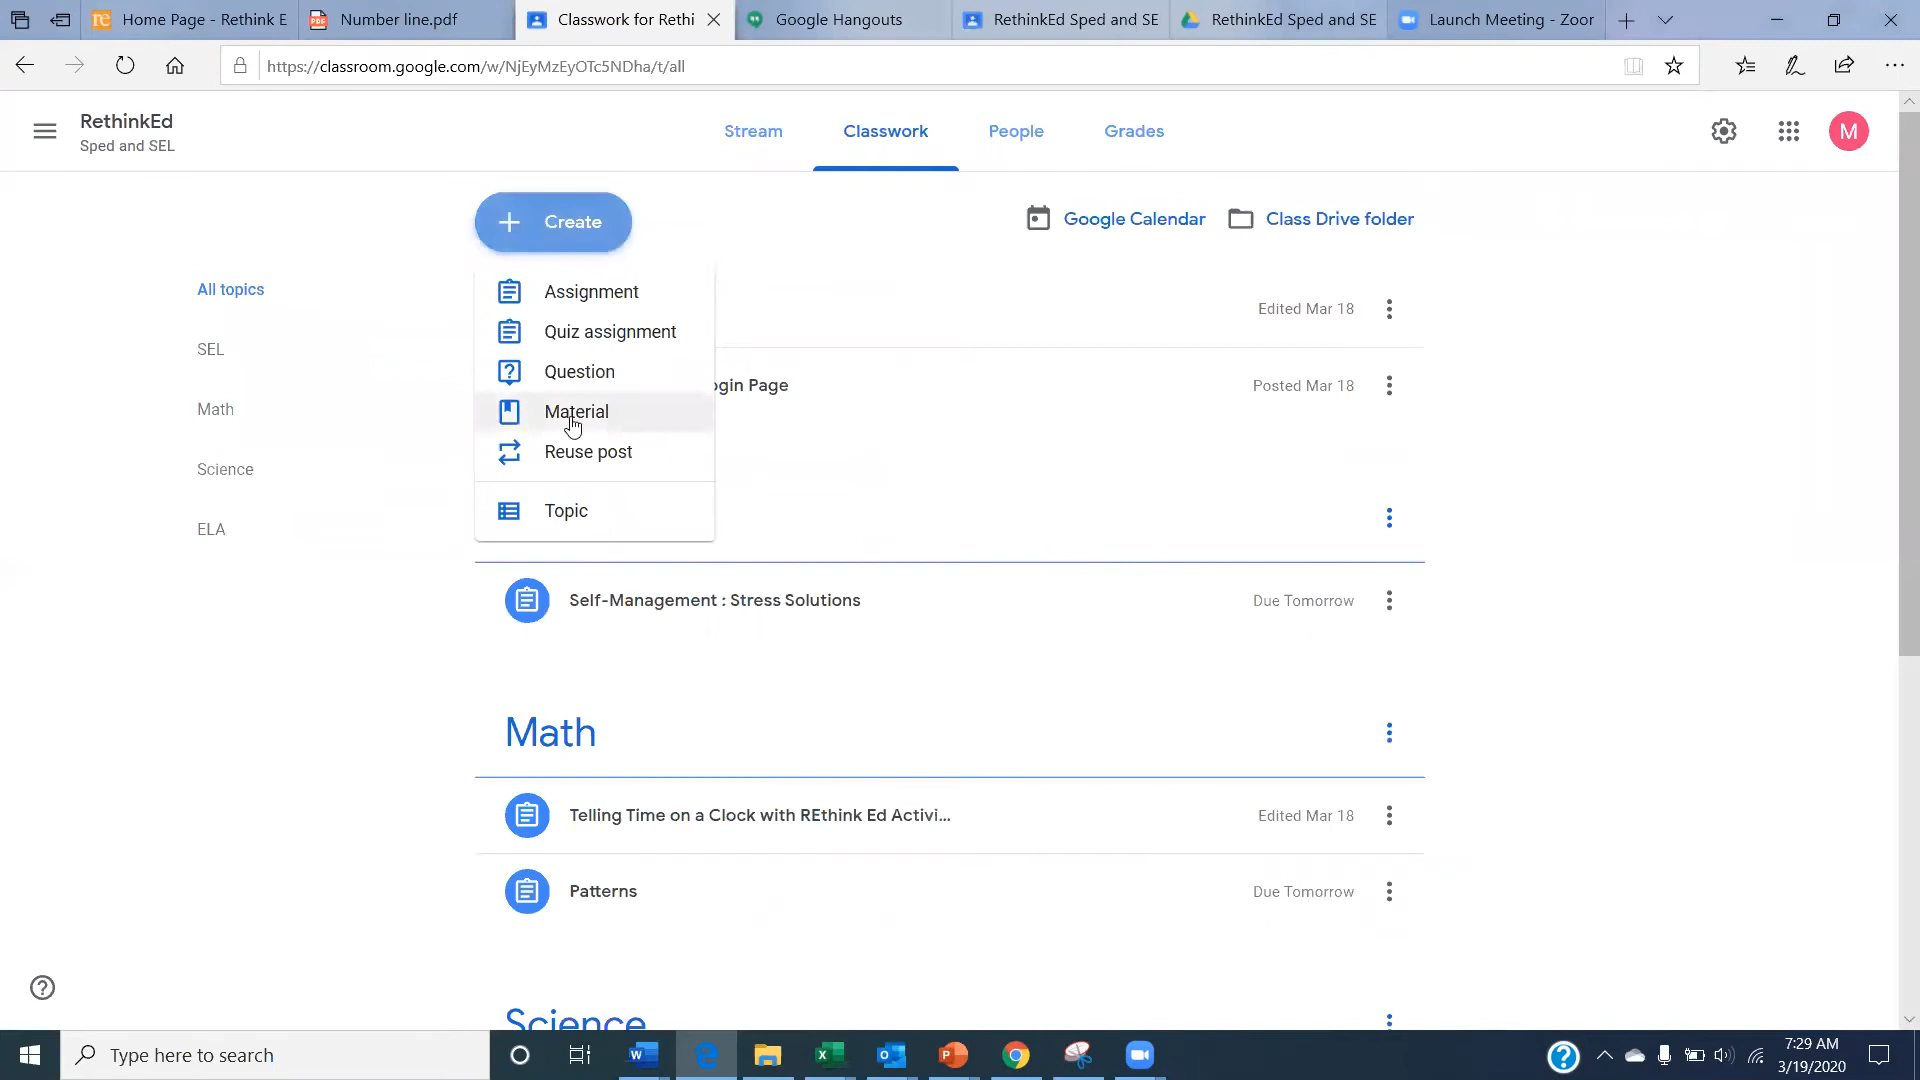 Home Page - Rethink E
Number line.pdf
Classwork for Rethi
Google Hangouts
RethinkEd Sped and SE
RethinkEd Sped and SE
Launch Meeting - Zoor
https://classroom.google.com/w/NjEyMzEyOTc5NDha/t/all
RethinkEd
Sped and SEL
Stream
Classwork
People
Grades
M
Create
Google Calendar
Class Drive folder
All topics
SEL
Math
Science
ELA
Assignment
Quiz assignment
Question
Material
Reuse post
Topic
Edited Mar 18
ogin Page
Posted Mar 18
Self-Management : Stress Solutions
Due Tomorrow
Math
Telling Time on a Clock with REthink Ed Activi...
Edited Mar 18
Patterns
Due Tomorrow
Science
Type here to search
7:29 AM
3/19/2020